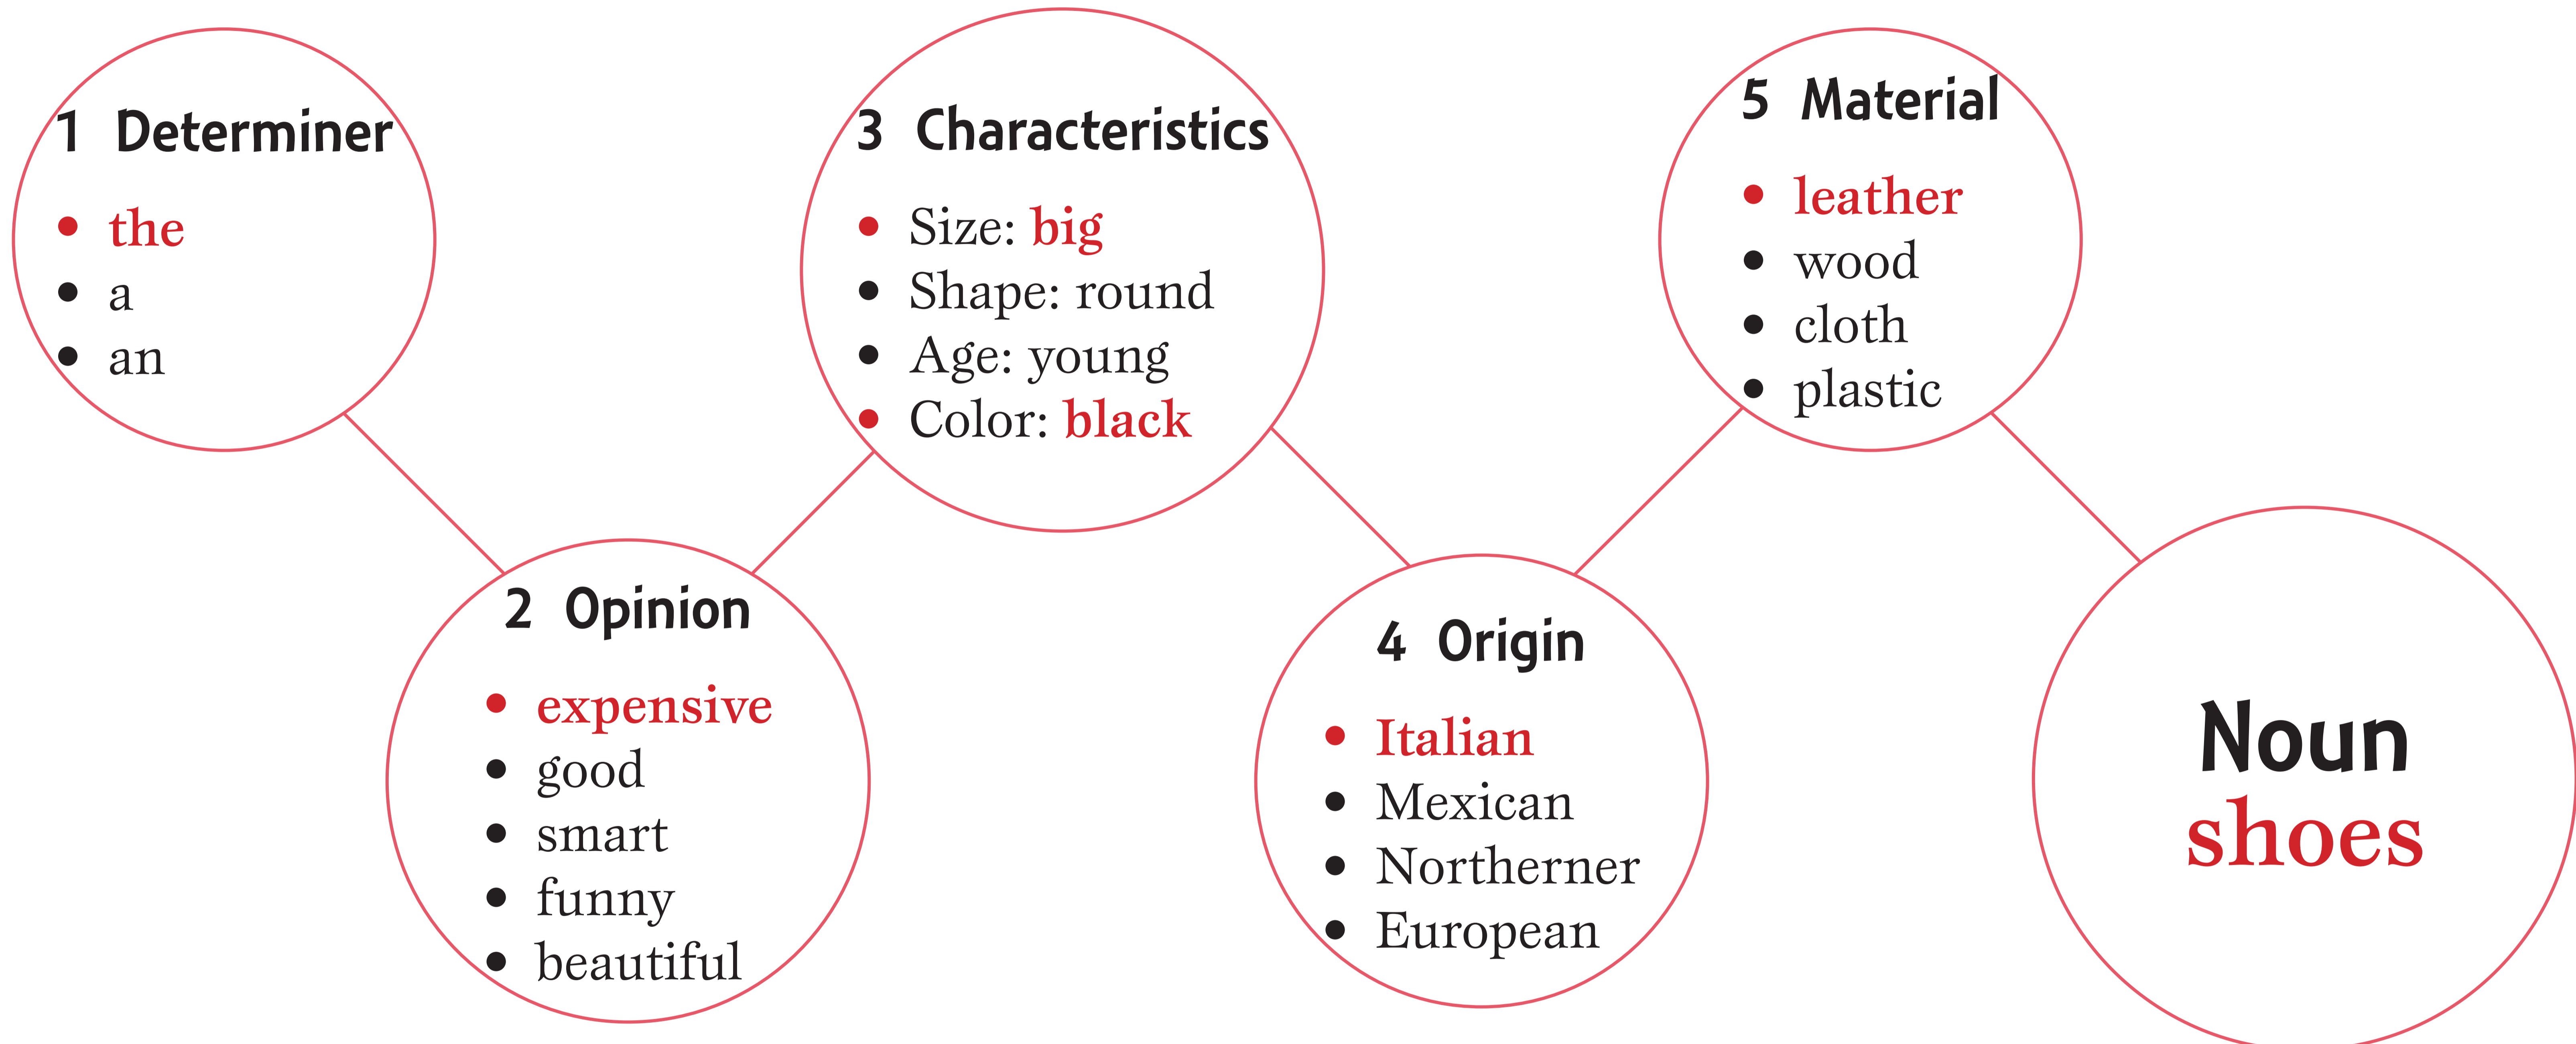 1 Determiner
• the
• a
• an
2 Opinion
• expensive
• good
• smart
• funny
• beautiful
3 Characteristics
• Size: big
• Shape: round
• Age: young
• Color: black
4 Origin
• Italian
• Mexican
• Northerner
• European
5 Material
• leather
• wood
• cloth
• plastic
Noun
shoes